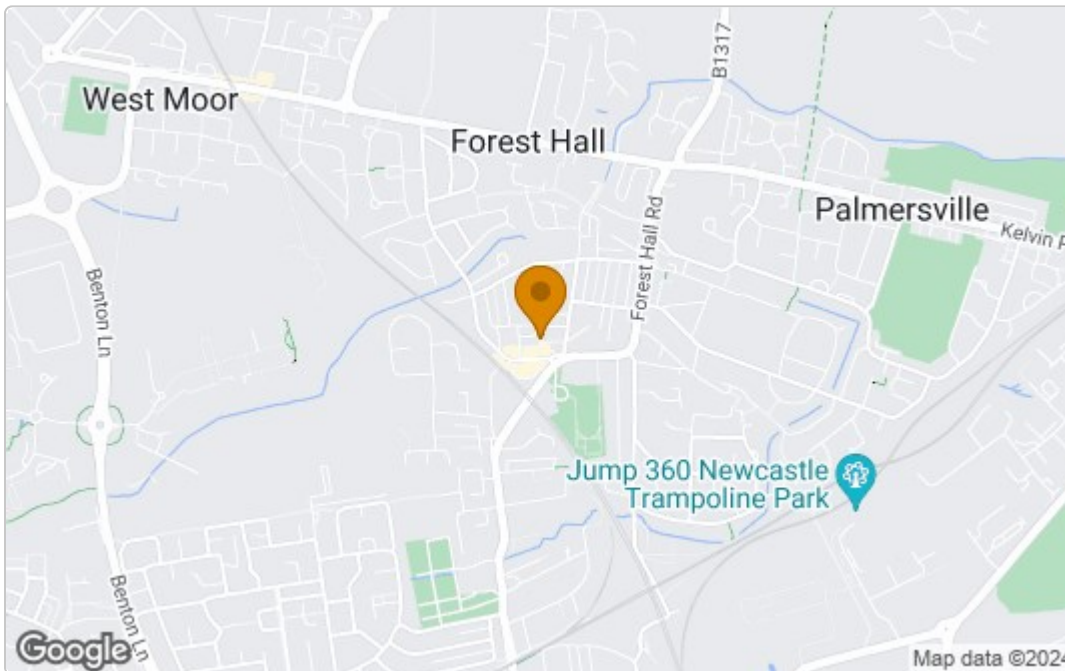 B1317
West Moor
Forest Hall
Palmersville
Kelvin P
Forest Hall Rd
Benton Ln
Jump 360 Newcastle
Trampoline Park
Benton Ln
Google
Map data ©2024